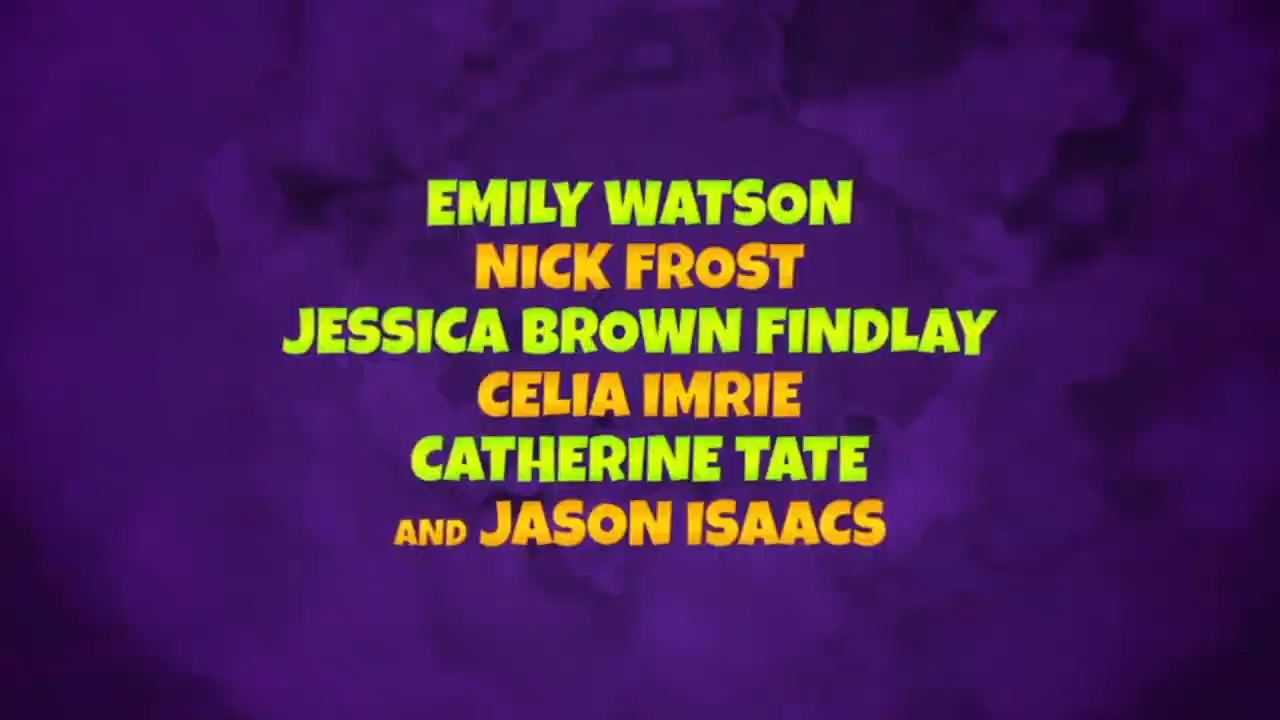 EMILY WATSON
NICK FROST
JESSICA BROWN FINDLAY
CELIA IMRIE
CATHERINE TATE
AND JASON ISAACS